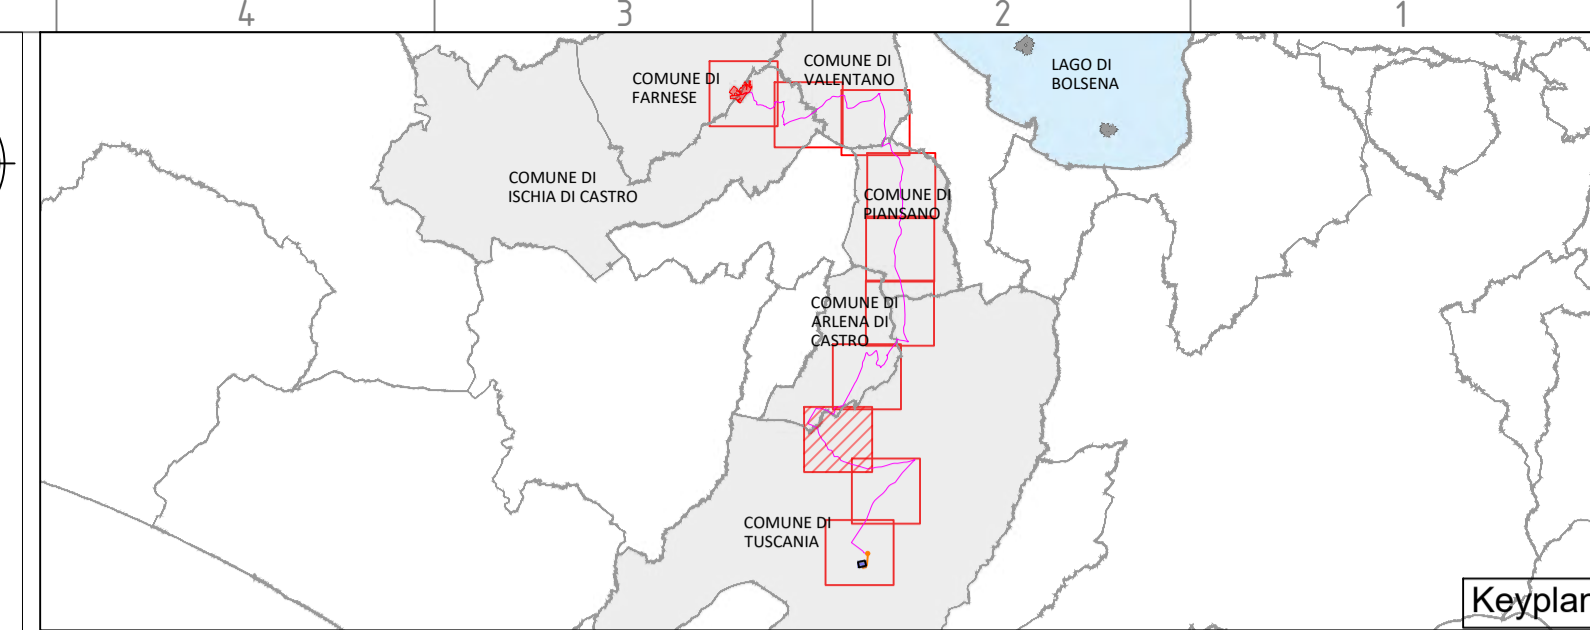 4
3
2
1
COMUNE DI
VALENTANO
LAGO DI
BOLSENA
COMUNE DI
FARNESE
COMUNE DI
ISCHIA DI CASTRO
COMUNE DI
PIANSANO
COMUNE DI
ARLENA DI
CASTRO
COMUNE DI
TUSCANIA
Keyplan